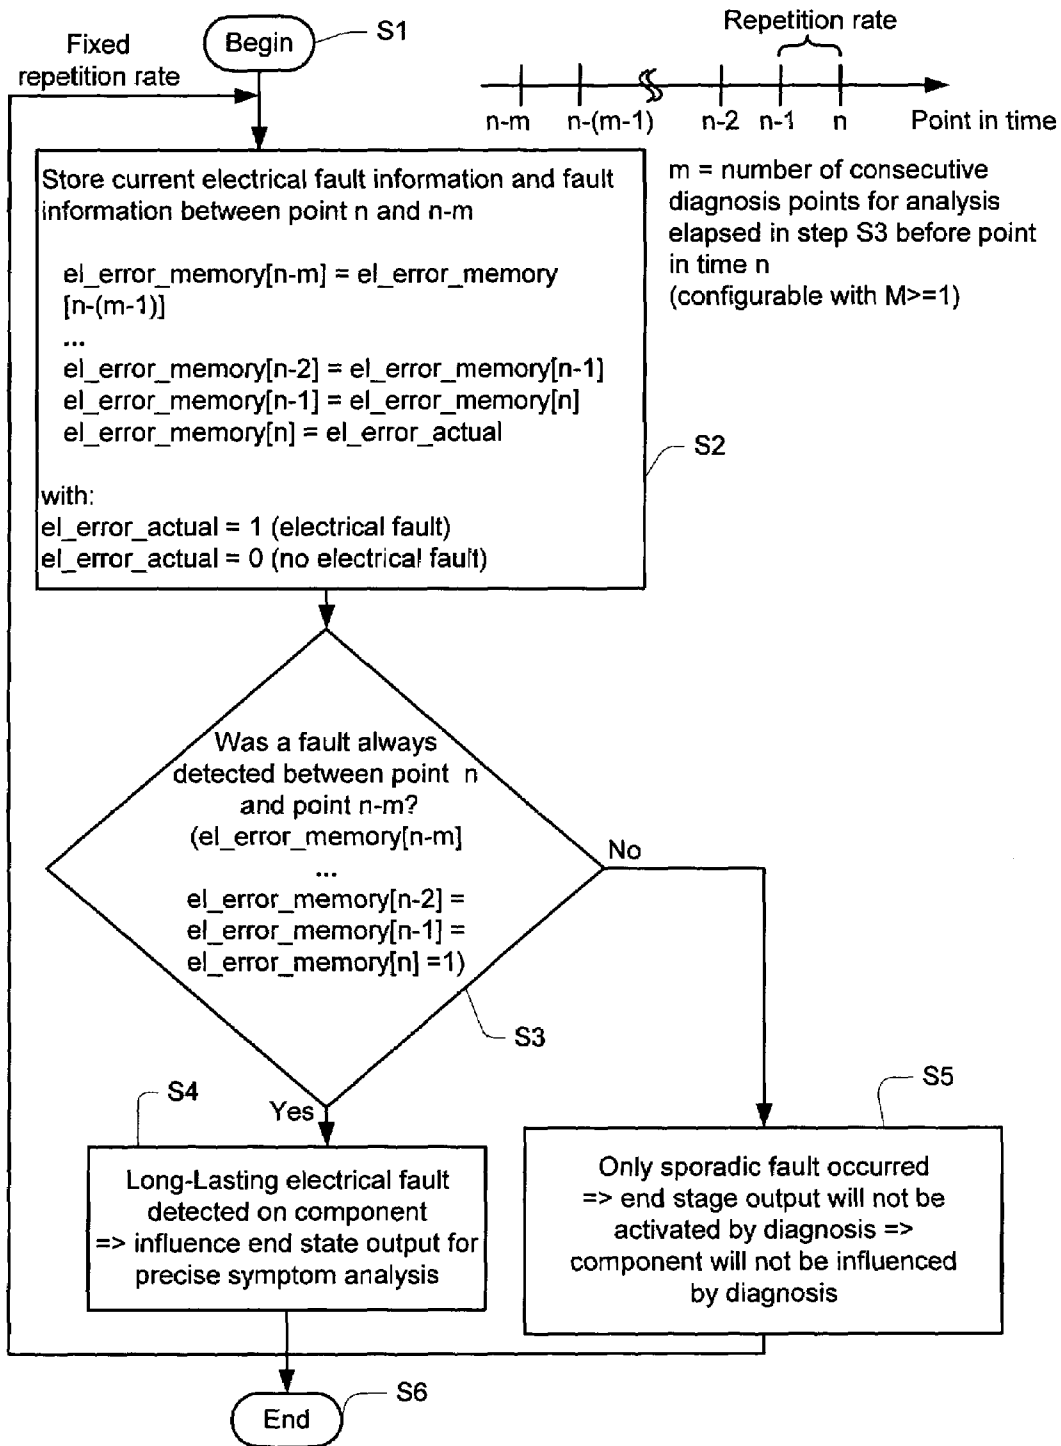 Begin
S1
Fixed
repetition rate
Repetition rate
n-m
n-(m-1)
n-2
n-1
n
Point in time
m = number of consecutive
diagnosis points for analysis
elapsed in step S3 before point
in time n
(configurable with M>=1)
Store current electrical fault information and fault
information between point n and n-m
el_error_memory[n-m] = el_error_memory
[n-(m-1)]
...
el_error_memory[n-2] = el_error_memory[n-1]
el_error_memory[n-1] = el_error_memory[n]
el_error_memory[n] = el_error_actual
with:
el_error_actual = 1 (electrical fault)
el_error_actual = 0 (no electrical fault)
S2
Was a fault always
detected between point n
and point n-m?
(el_error_memory[n-m]
...
el_error_memory[n-2] =
el_error_memory[n-1] =
el_error_memory[n] =1)
No
S3
Yes
S4
Long-Lasting electrical fault
detected on component
=> influence end state output for
precise symptom analysis
S5
Only sporadic fault occurred
=> end stage output will not be
activated by diagnosis =>
component will not be influenced
by diagnosis
End
S6